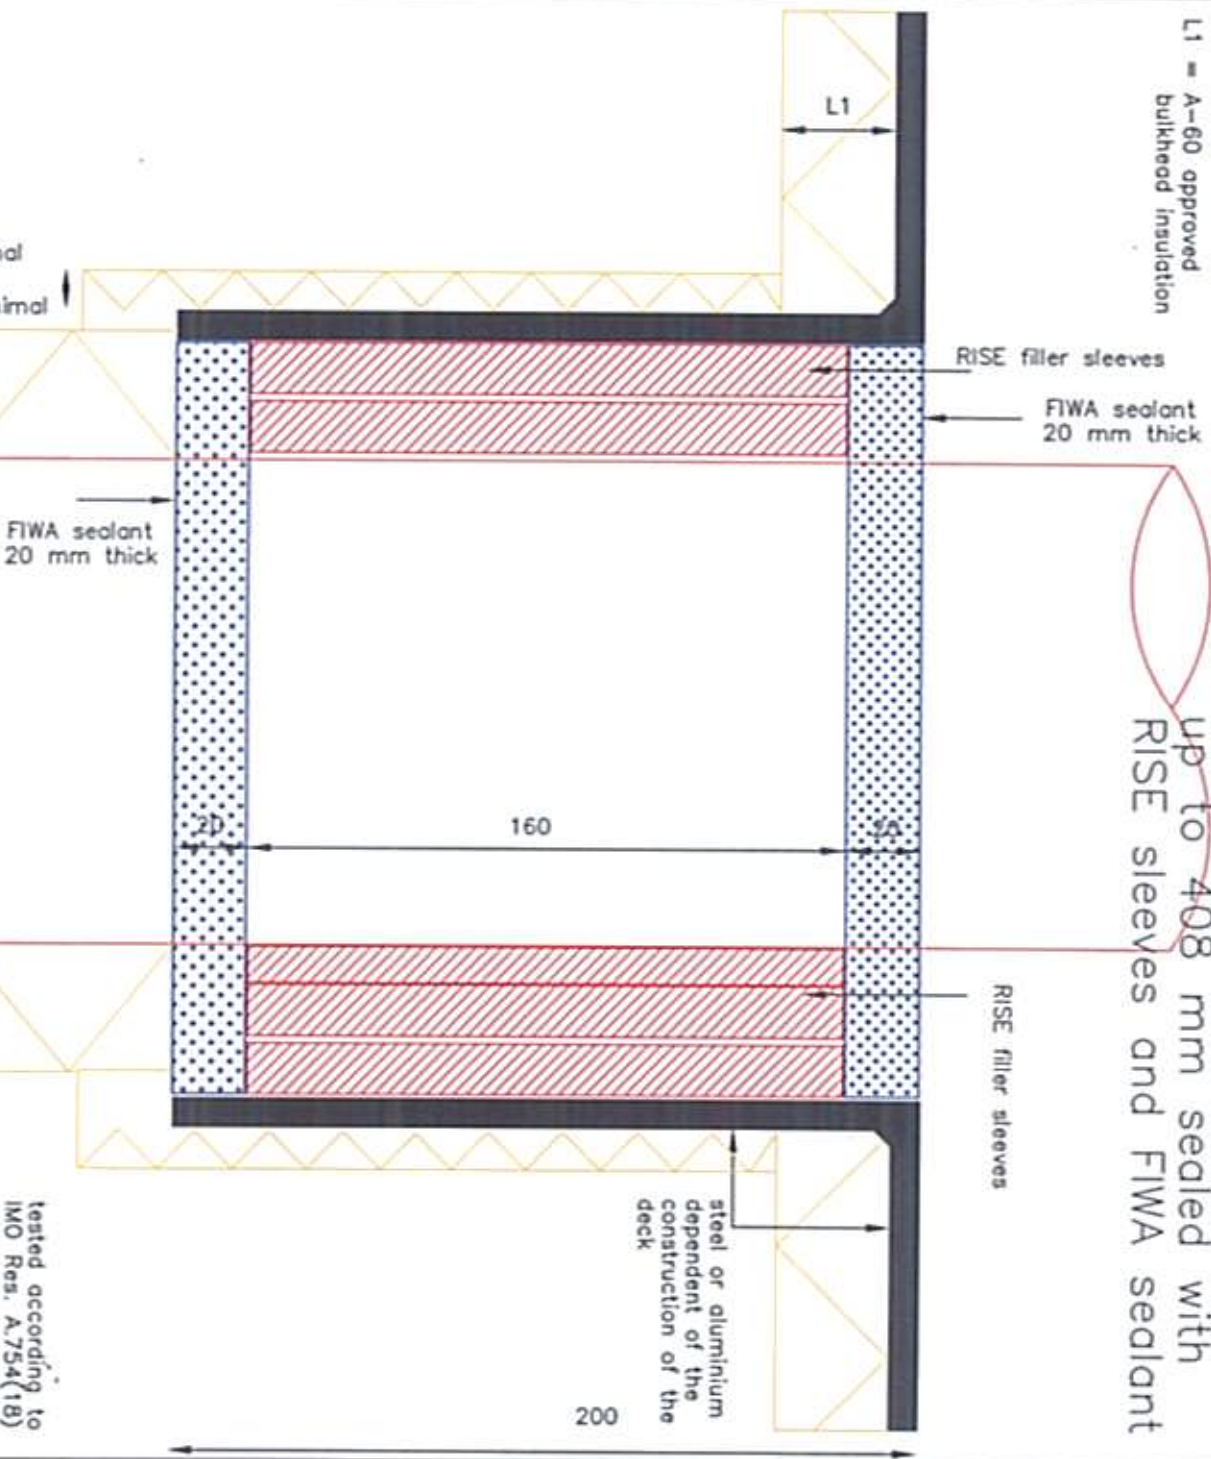 L1 = A-60 approved
bulkhead insulation
L1
RISE filler sleeves
FIWA sealant
20 mm thick
up to 408 mm sealed with
RISE sleeves and FIWA sealant
FIWA sealant
20 mm thick
20
160
20
RISE filler sleeves
steel or aluminium
dependent of the
construction of the
deck
200
tested according to
IMO Res. A.754(18)